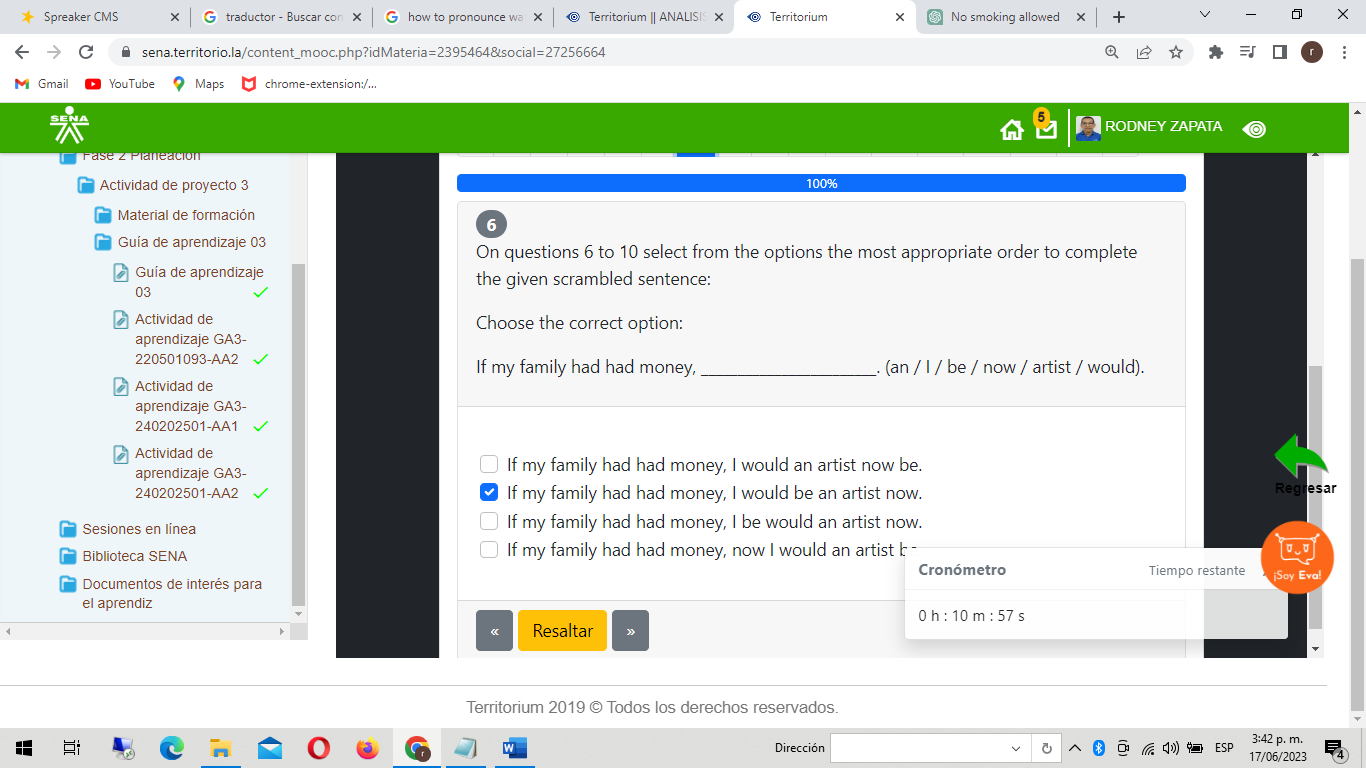 Spreaker CMS
traductor - Buscar con
how to pronounce wa
Territorium || ANALISIS
Territorium
No smoking allowed
sena.territorio.la/content_mooc.php?idMateria=2395464&social=27256664
r
Gmail
YouTube
Maps
chrome-extension:/...
SENA
5
RODNEY ZAPATA
Fase 2 Planeación
Actividad de proyecto 3
Material de formación
Guía de aprendizaje 03
Guía de aprendizaje
03
Actividad de
aprendizaje GA3-
220501093-AA2
Actividad de
aprendizaje GA3-
240202501-AA1
Actividad de
aprendizaje GA3-
240202501-AA2
Sesiones en línea
Biblioteca SENA
Documentos de interés para
el aprendiz
100%
6
On questions 6 to 10 select from the options the most appropriate order to complete
the given scrambled sentence:
Choose the correct option:
If my family had had money, ______________________. (an / I / be / now / artist / would).
If my family had had money, I would an artist now be.
If my family had had money, I would be an artist now.
If my family had had money, I be would an artist now.
If my family had had money, now I would an artist be.
«
Resaltar
»
Regresar
¡Soy Eva!
Cronómetro
Tiempo restante
0 h : 10 m : 57 s
Territorium 2019 © Todos los derechos reservados.
r
Dirección
ESP
3:42 p. m.
17/06/2023
4